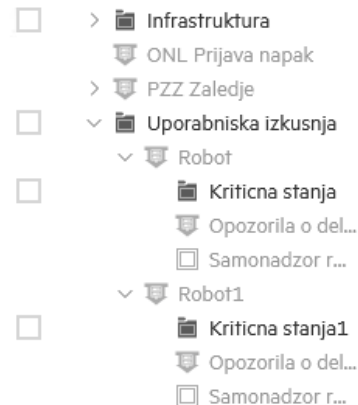 Infrastruktura
ONL Prijava napak
PZZ Zaledje
Uporabniska izkusnja
Robot
Kriticna stanja
Opozorila o del...
Samonadzor r...
Robot1
Kriticna stanja1
Opozorila o del...
Samonadzor r...